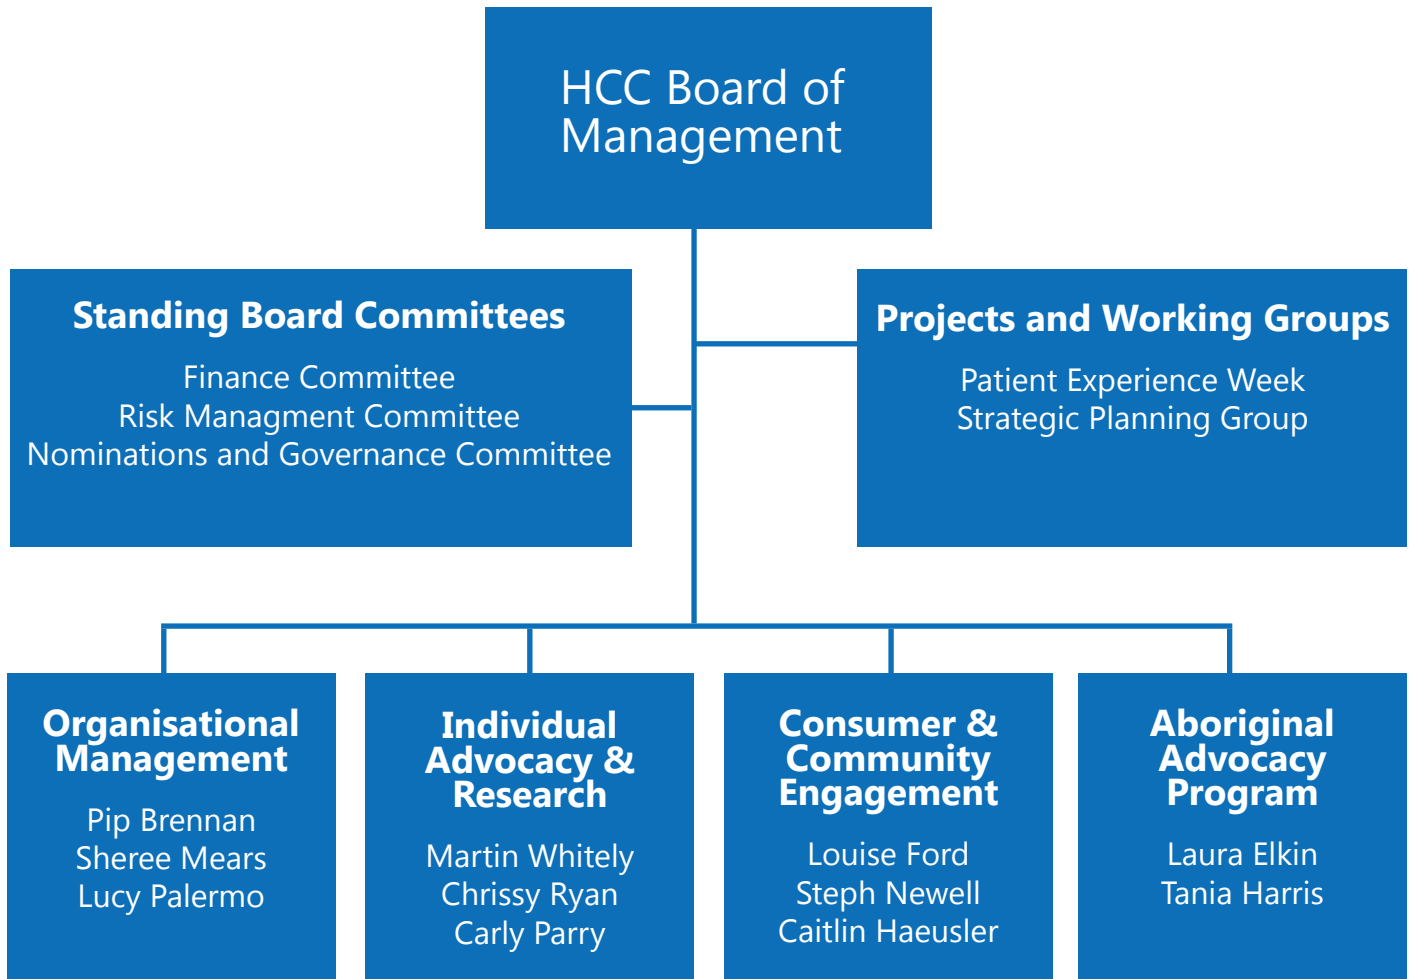 HCC Board of
Management
Standing Board Committees
Finance Committee
Risk Managment Committee
Nominations and Governance Committee
Projects and Working Groups
Patient Experience Week
Strategic Planning Group
Organisational
Management
Pip Brennan
Sheree Mears
Lucy Palermo
Individual
Advocacy &
Research
Martin Whitely
Chrissy Ryan
Carly Parry
Consumer &
Community
Engagement
Louise Ford
Steph Newell
Caitlin Haeusler
Aboriginal
Advocacy
Program
Laura Elkin
Tania Harris